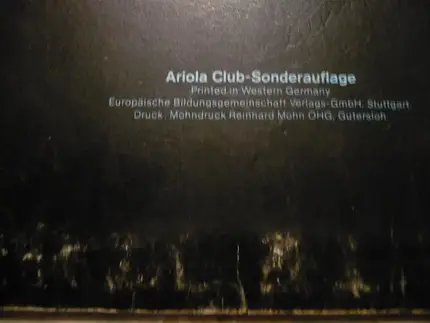 Ariola Club-Sonderauflage
Printed in Western Germany
Europäische Bildungsgemeinschaft Verlags-GmbH, Stuttgart
Druck: Mohndruck Reinhard Mohn OHG, Gütersloh